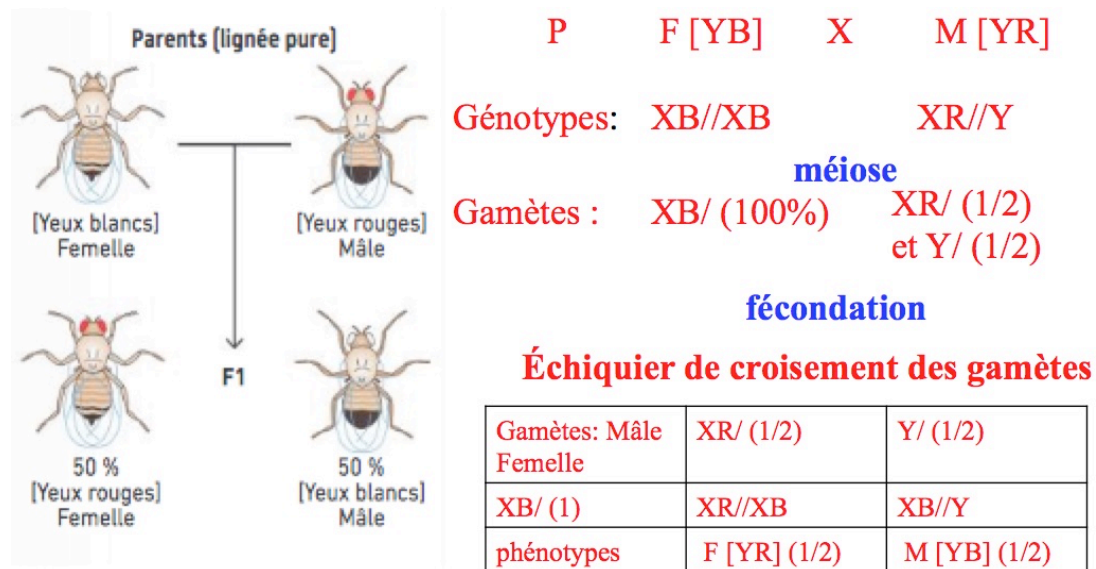 Parents (lignée pure)
[Yeux blancs]
Femelle
[Yeux rouges]
Mâle
F1
50 %
[Yeux rouges]
Femelle
50 %
[Yeux blancs]
Mâle
P F [YB] X M [YR]
Génotypes: XB//XB XR//Y
méiose
Gamètes : XB/ (100%) XR/ (1/2)
et Y/ (1/2)
fécondation
Échiquier de croisement des gamètes
Gamètes: Mâle XR/ (1/2) Y/ (1/2)
Femelle
XB/ (1) XR//XB XB//Y
phénotypes F [YR] (1/2) M [YB] (1/2)